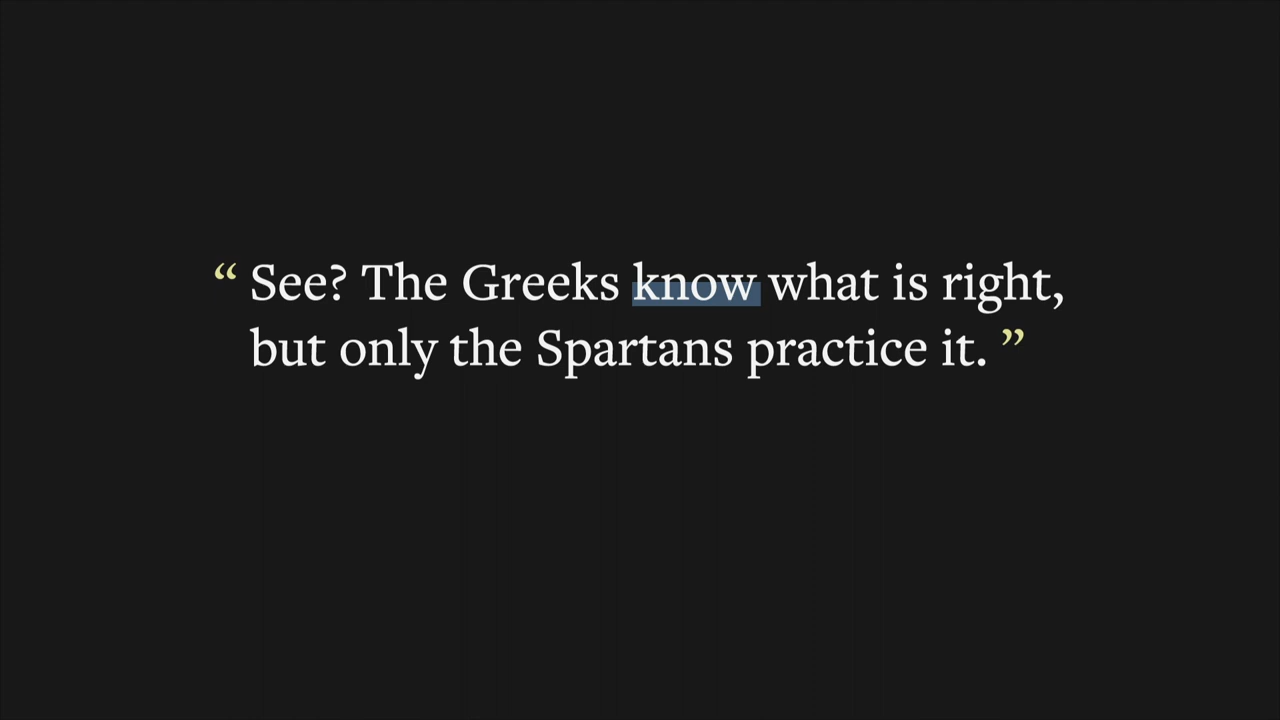 “ See? The Greeks know what is right,
but only the Spartans practice it. ”